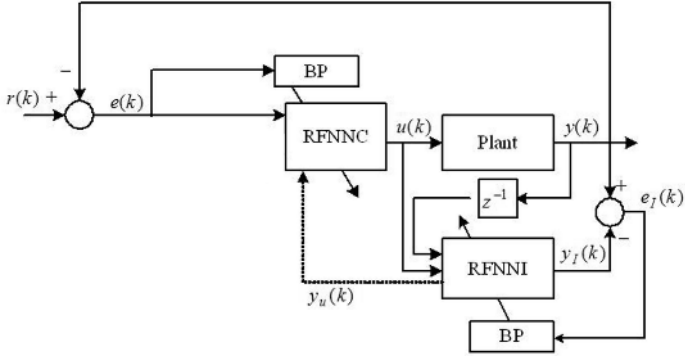 BP
−
r(k) +
e(k)
RFNNC
u(k)
Plant
y(k)
z⁻¹
+
e_I(k)
−
RFNNI
y_I(k)
y_u(k)
BP